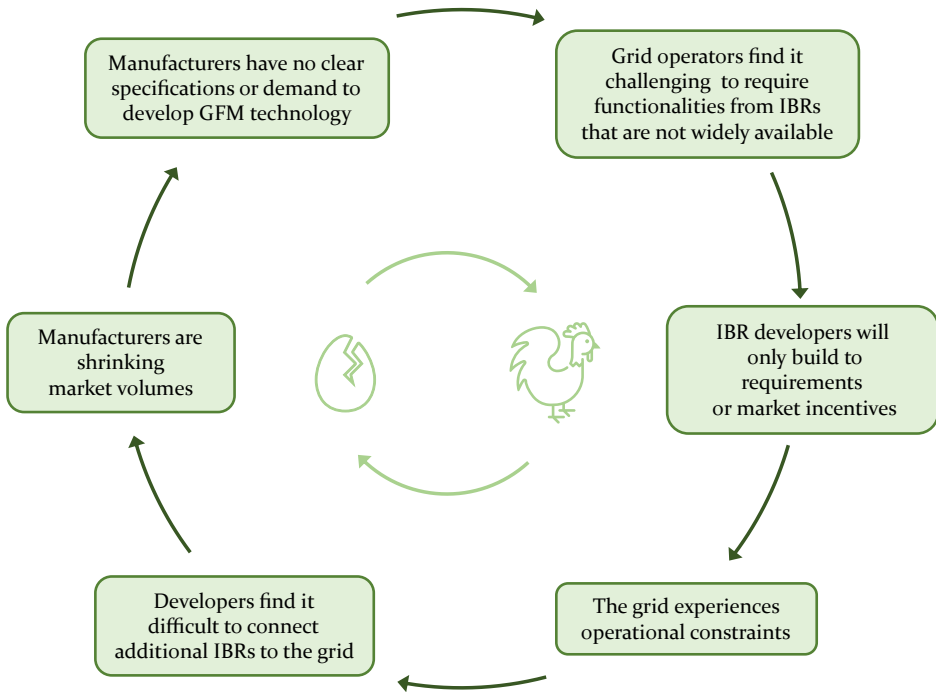 Manufacturers have no clear
specifications or demand to
develop GFM technology
Grid operators find it
challenging to require
functionalities from IBRs
that are not widely available
IBR developers will
only build to
requirements
or market incentives
The grid experiences
operational constraints
Developers find it
difficult to connect
additional IBRs to the grid
Manufacturers are
shrinking
market volumes